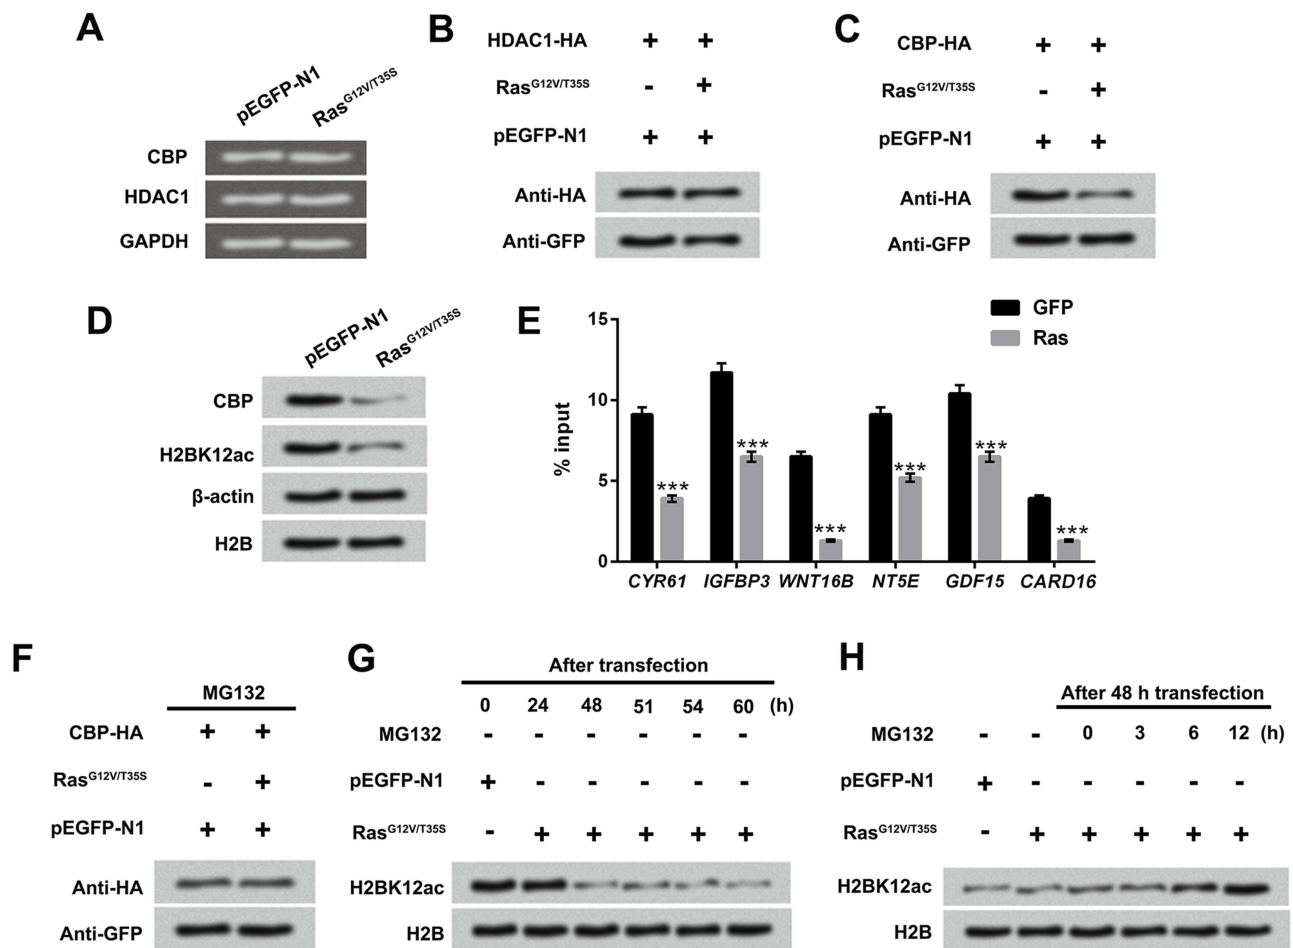 A
pEGFP-N1
RasG12V/T35S
CBP
HDAC1
GAPDH
B
HDAC1-HA + +
RasG12V/T35S - +
pEGFP-N1 + +
Anti-HA
Anti-GFP
C
CBP-HA + +
RasG12V/T35S - +
pEGFP-N1 + +
Anti-HA
Anti-GFP
D
pEGFP-N1
RasG12V/T35S
CBP
H2BK12ac
β-actin
H2B
E
GFP
Ras
% input
15
10
5
0
***
***
***
***
***
***
CYR61 IGFBP3 WNT16B NT5E GDF15 CARD16
F
MG132
CBP-HA + +
RasG12V/T35S - +
pEGFP-N1 + +
Anti-HA
Anti-GFP
G
After transfection
0 24 48 51 54 60 (h)
MG132 - - - - - -
pEGFP-N1 + - - - - -
RasG12V/T35S - + + + + +
H2BK12ac
H2B
H
After 48 h transfection
MG132 - - 0 3 6 12 (h)
pEGFP-N1 + - - - - -
RasG12V/T35S - + + + + +
H2BK12ac
H2B